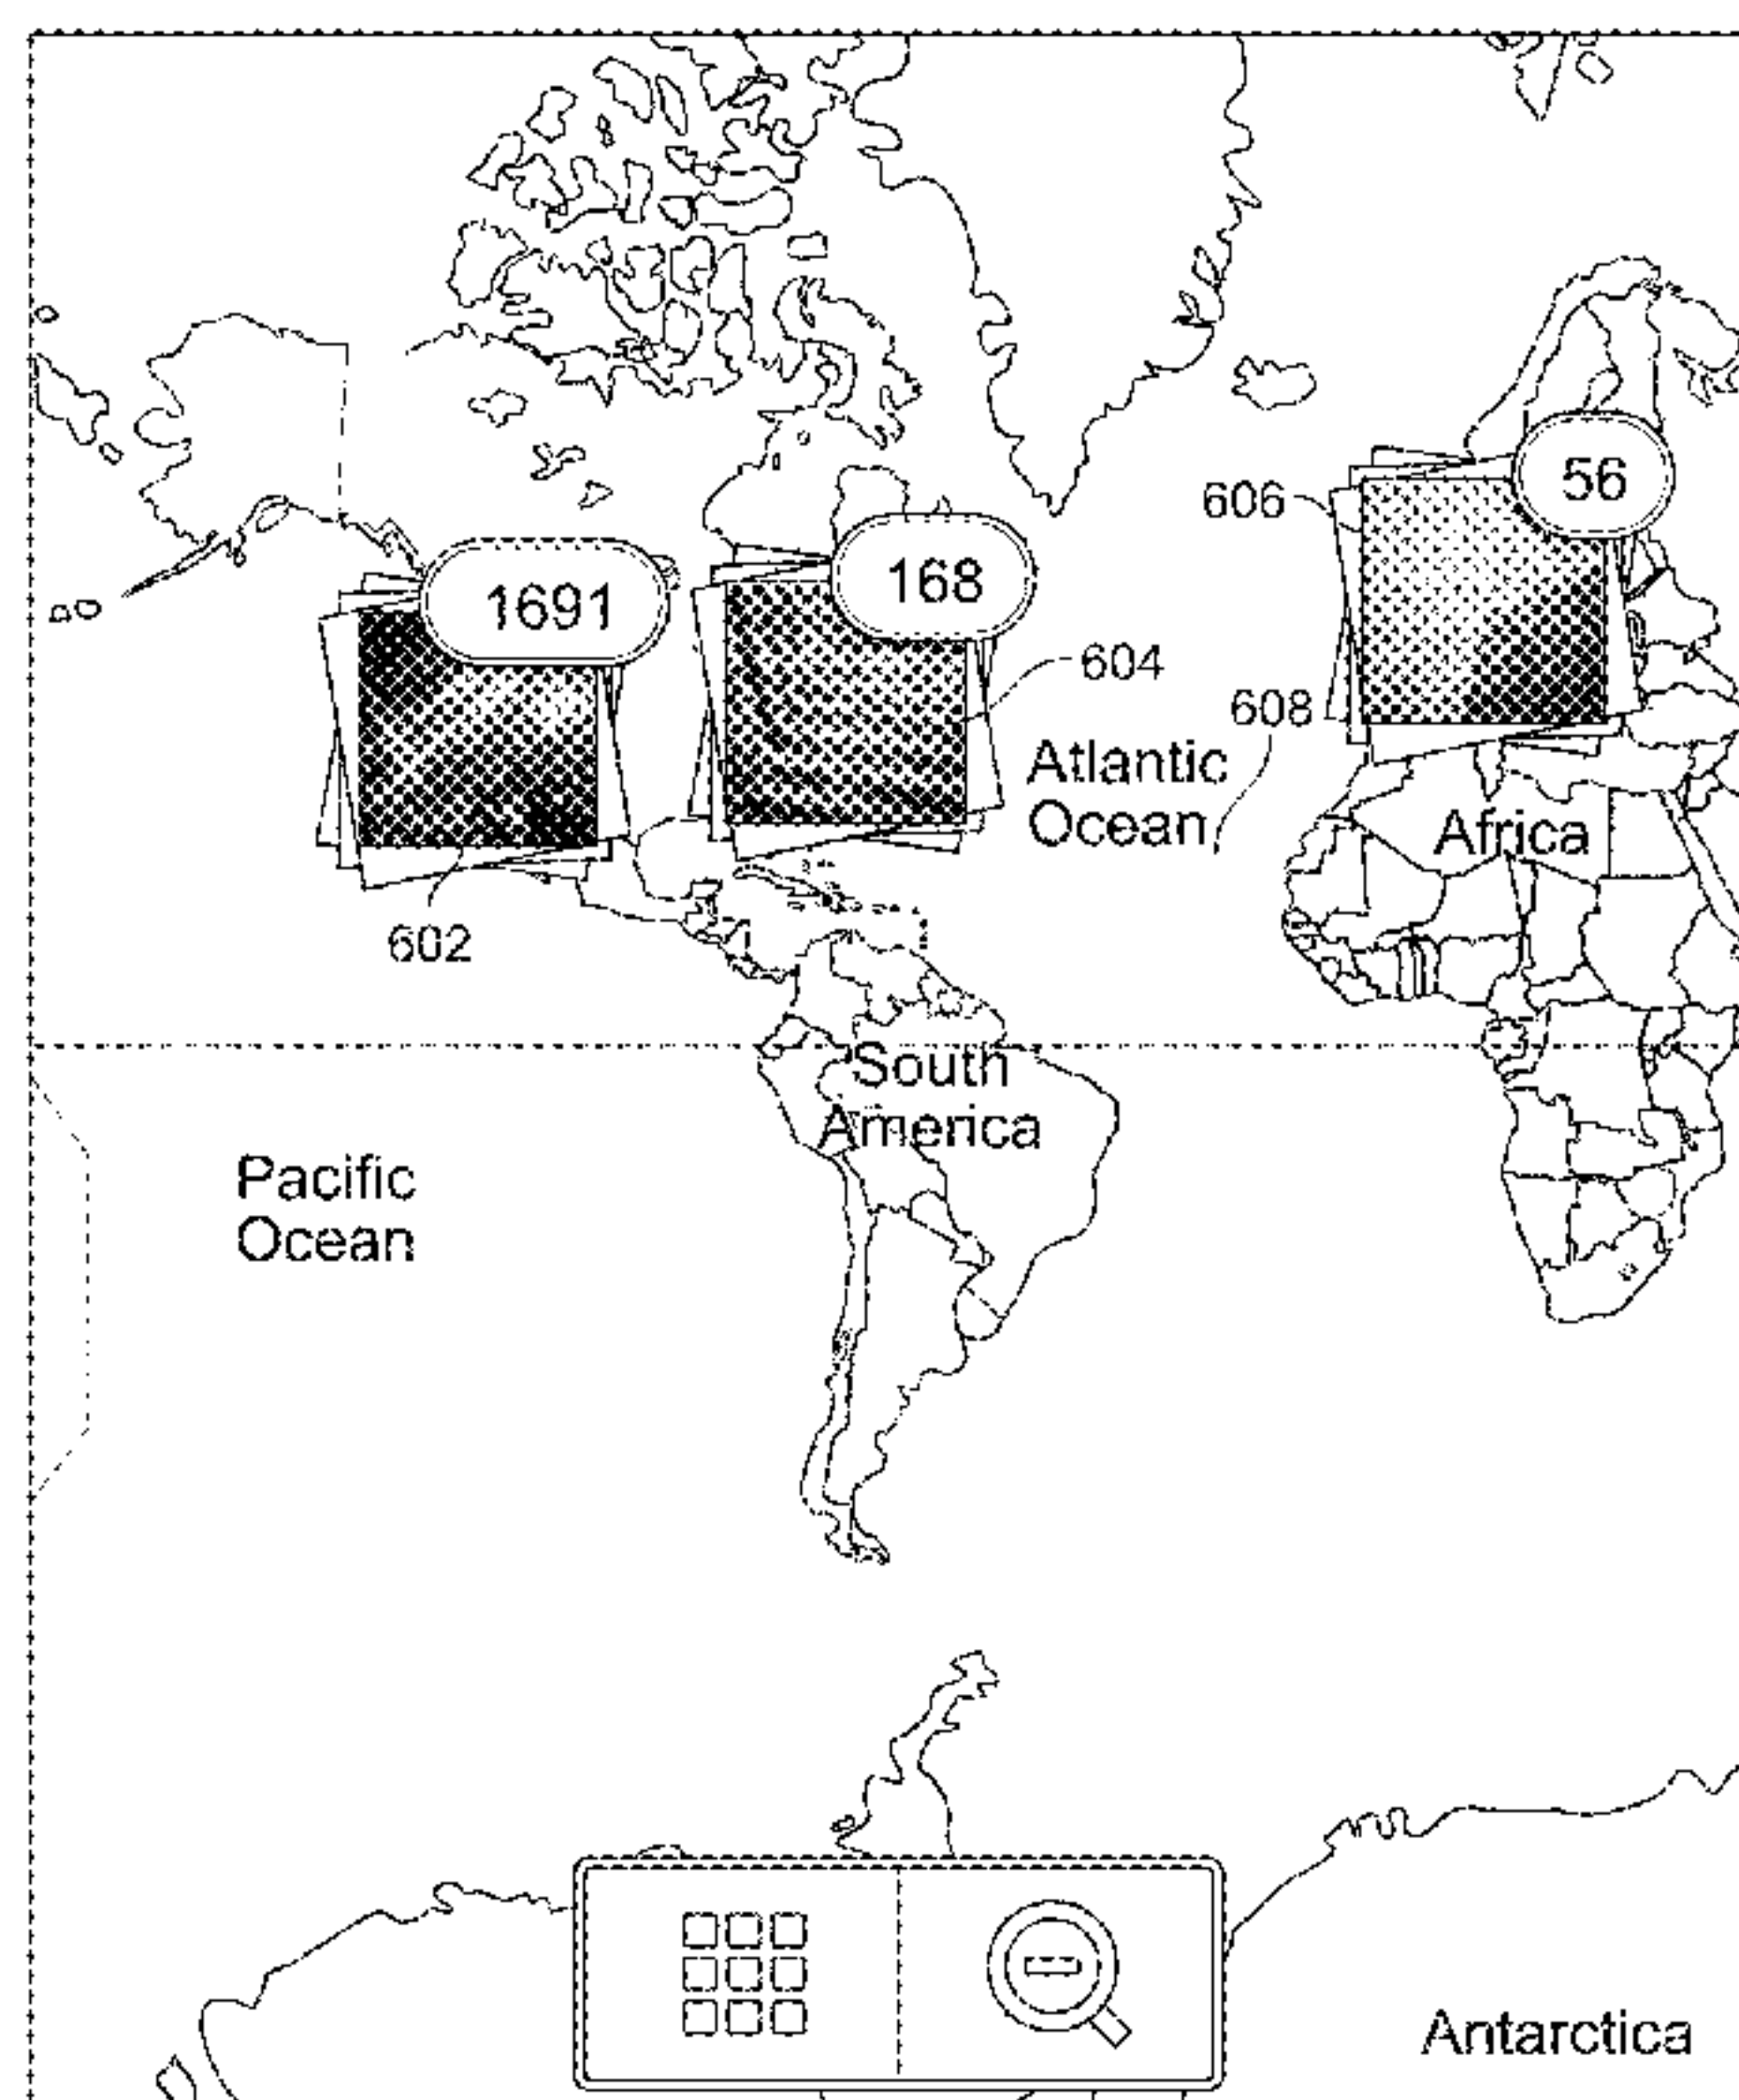 56
606
168
1691
604
608
Atlantic
Ocean
Africa
602
South
America
Pacific
Ocean
Antarctica